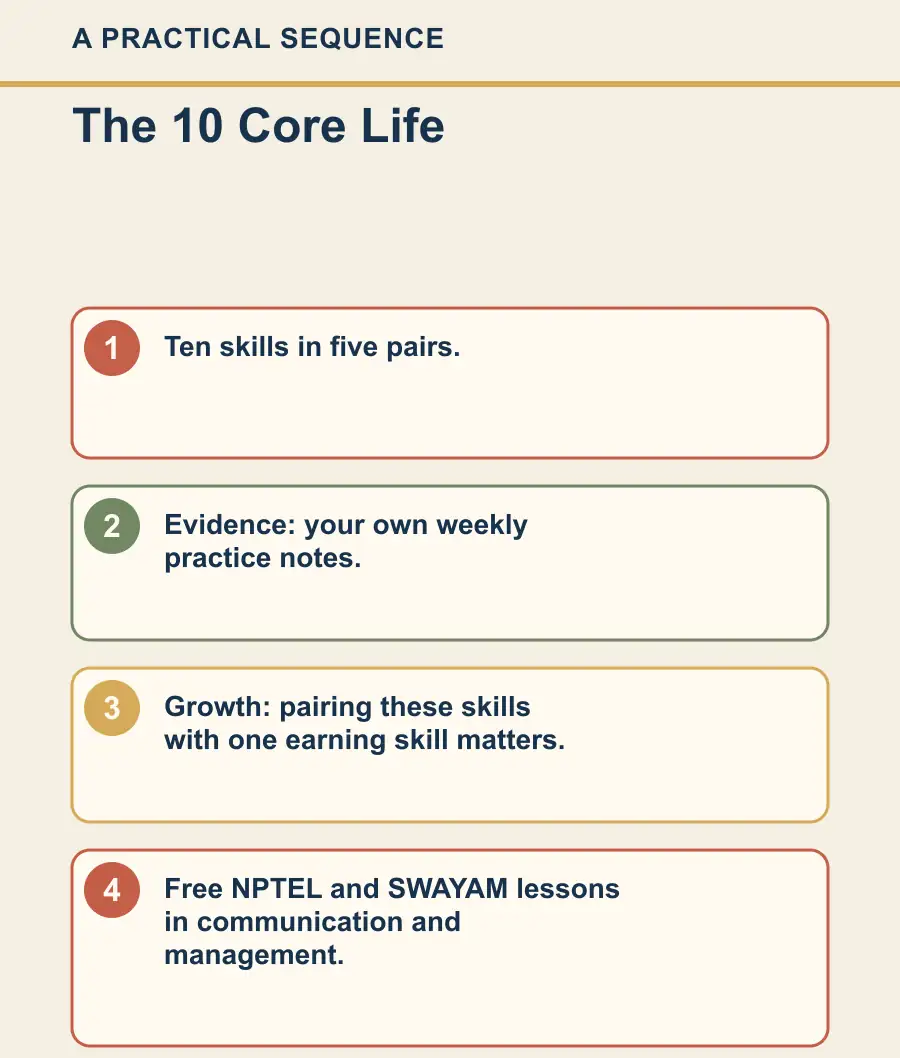 A PRACTICAL SEQUENCE
The 10 Core Life
1
Ten skills in five pairs.
2
Evidence: your own weekly
practice notes.
3
Growth: pairing these skills
with one earning skill matters.
4
Free NPTEL and SWAYAM lessons
in communication and
management.